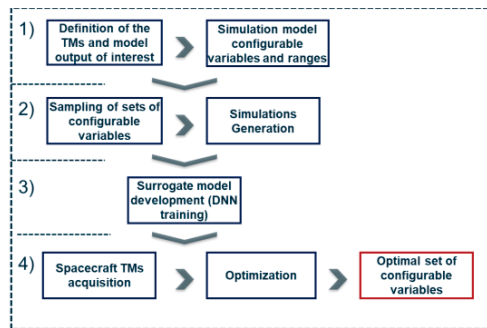 1)
Definition of the
TMs and model
output of interest
Simulation model
configurable
variables and ranges
2)
Sampling of sets of
configurable
variables
Simulations
Generation
3)
Surrogate model
development (DNN
training)
4)
Spacecraft TMs
acquisition
Optimization
Optimal set of
configurable
variables